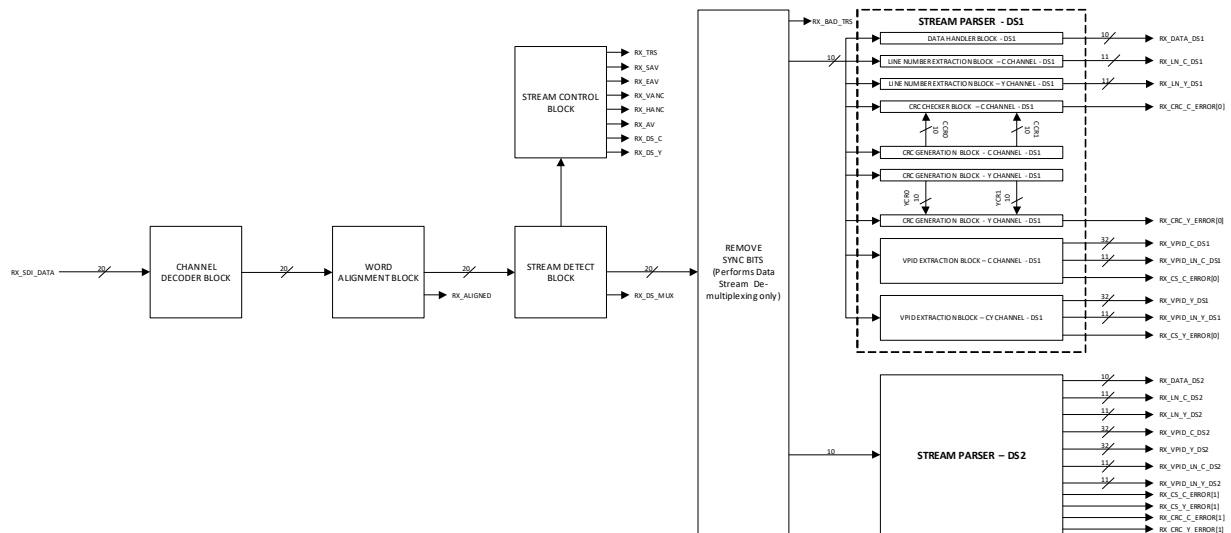 RX_SDI_DATA
20
CHANNEL
DECODER BLOCK
20
WORD
ALIGNMENT BLOCK
RX_ALIGNED
20
STREAM DETECT
BLOCK
RX_DS_MUX
20
STREAM CONTROL
BLOCK
RX_TRS
RX_SAV
RX_EAV
RX_VANC
RX_HANC
RX_AV
RX_DS_C
RX_DS_Y
REMOVE
SYNC BITS
(Performs Data
Stream De-
multiplexing only)
RX_BAD_TRS
10
STREAM PARSER - DS1
DATA HANDLER BLOCK - DS1
10
RX_DATA_DS1
LINE NUMBER EXTRACTION BLOCK – C CHANNEL - DS1
11
RX_LN_C_DS1
LINE NUMBER EXTRACTION BLOCK – Y CHANNEL - DS1
11
RX_LN_Y_DS1
CRC CHECKER BLOCK – C CHANNEL - DS1
RX_CRC_C_ERROR[0]
CCR0
10
CCR1
10
CRC GENERATION BLOCK - C CHANNEL - DS1
CRC GENERATION BLOCK - Y CHANNEL - DS1
YCR0
10
YCR1
10
CRC GENERATION BLOCK - Y CHANNEL - DS1
RX_CRC_Y_ERROR[0]
VPID EXTRACTION BLOCK – C CHANNEL - DS1
32
RX_VPID_C_DS1
11
RX_VPID_LN_C_DS1
RX_CS_C_ERROR[0]
VPID EXTRACTION BLOCK – CY CHANNEL - DS1
32
RX_VPID_Y_DS1
11
RX_VPID_LN_Y_DS1
RX_CS_Y_ERROR[0]
10
STREAM PARSER – DS2
10
RX_DATA_DS2
11
RX_LN_C_DS2
11
RX_LN_Y_DS2
32
RX_VPID_C_DS2
32
RX_VPID_Y_DS2
11
RX_VPID_LN_C_DS2
11
RX_VPID_LN_Y_DS2
RX_CS_C_ERROR[1]
RX_CS_Y_ERROR[1]
RX_CRC_C_ERROR[1]
RX_CRC_Y_ERROR[1]